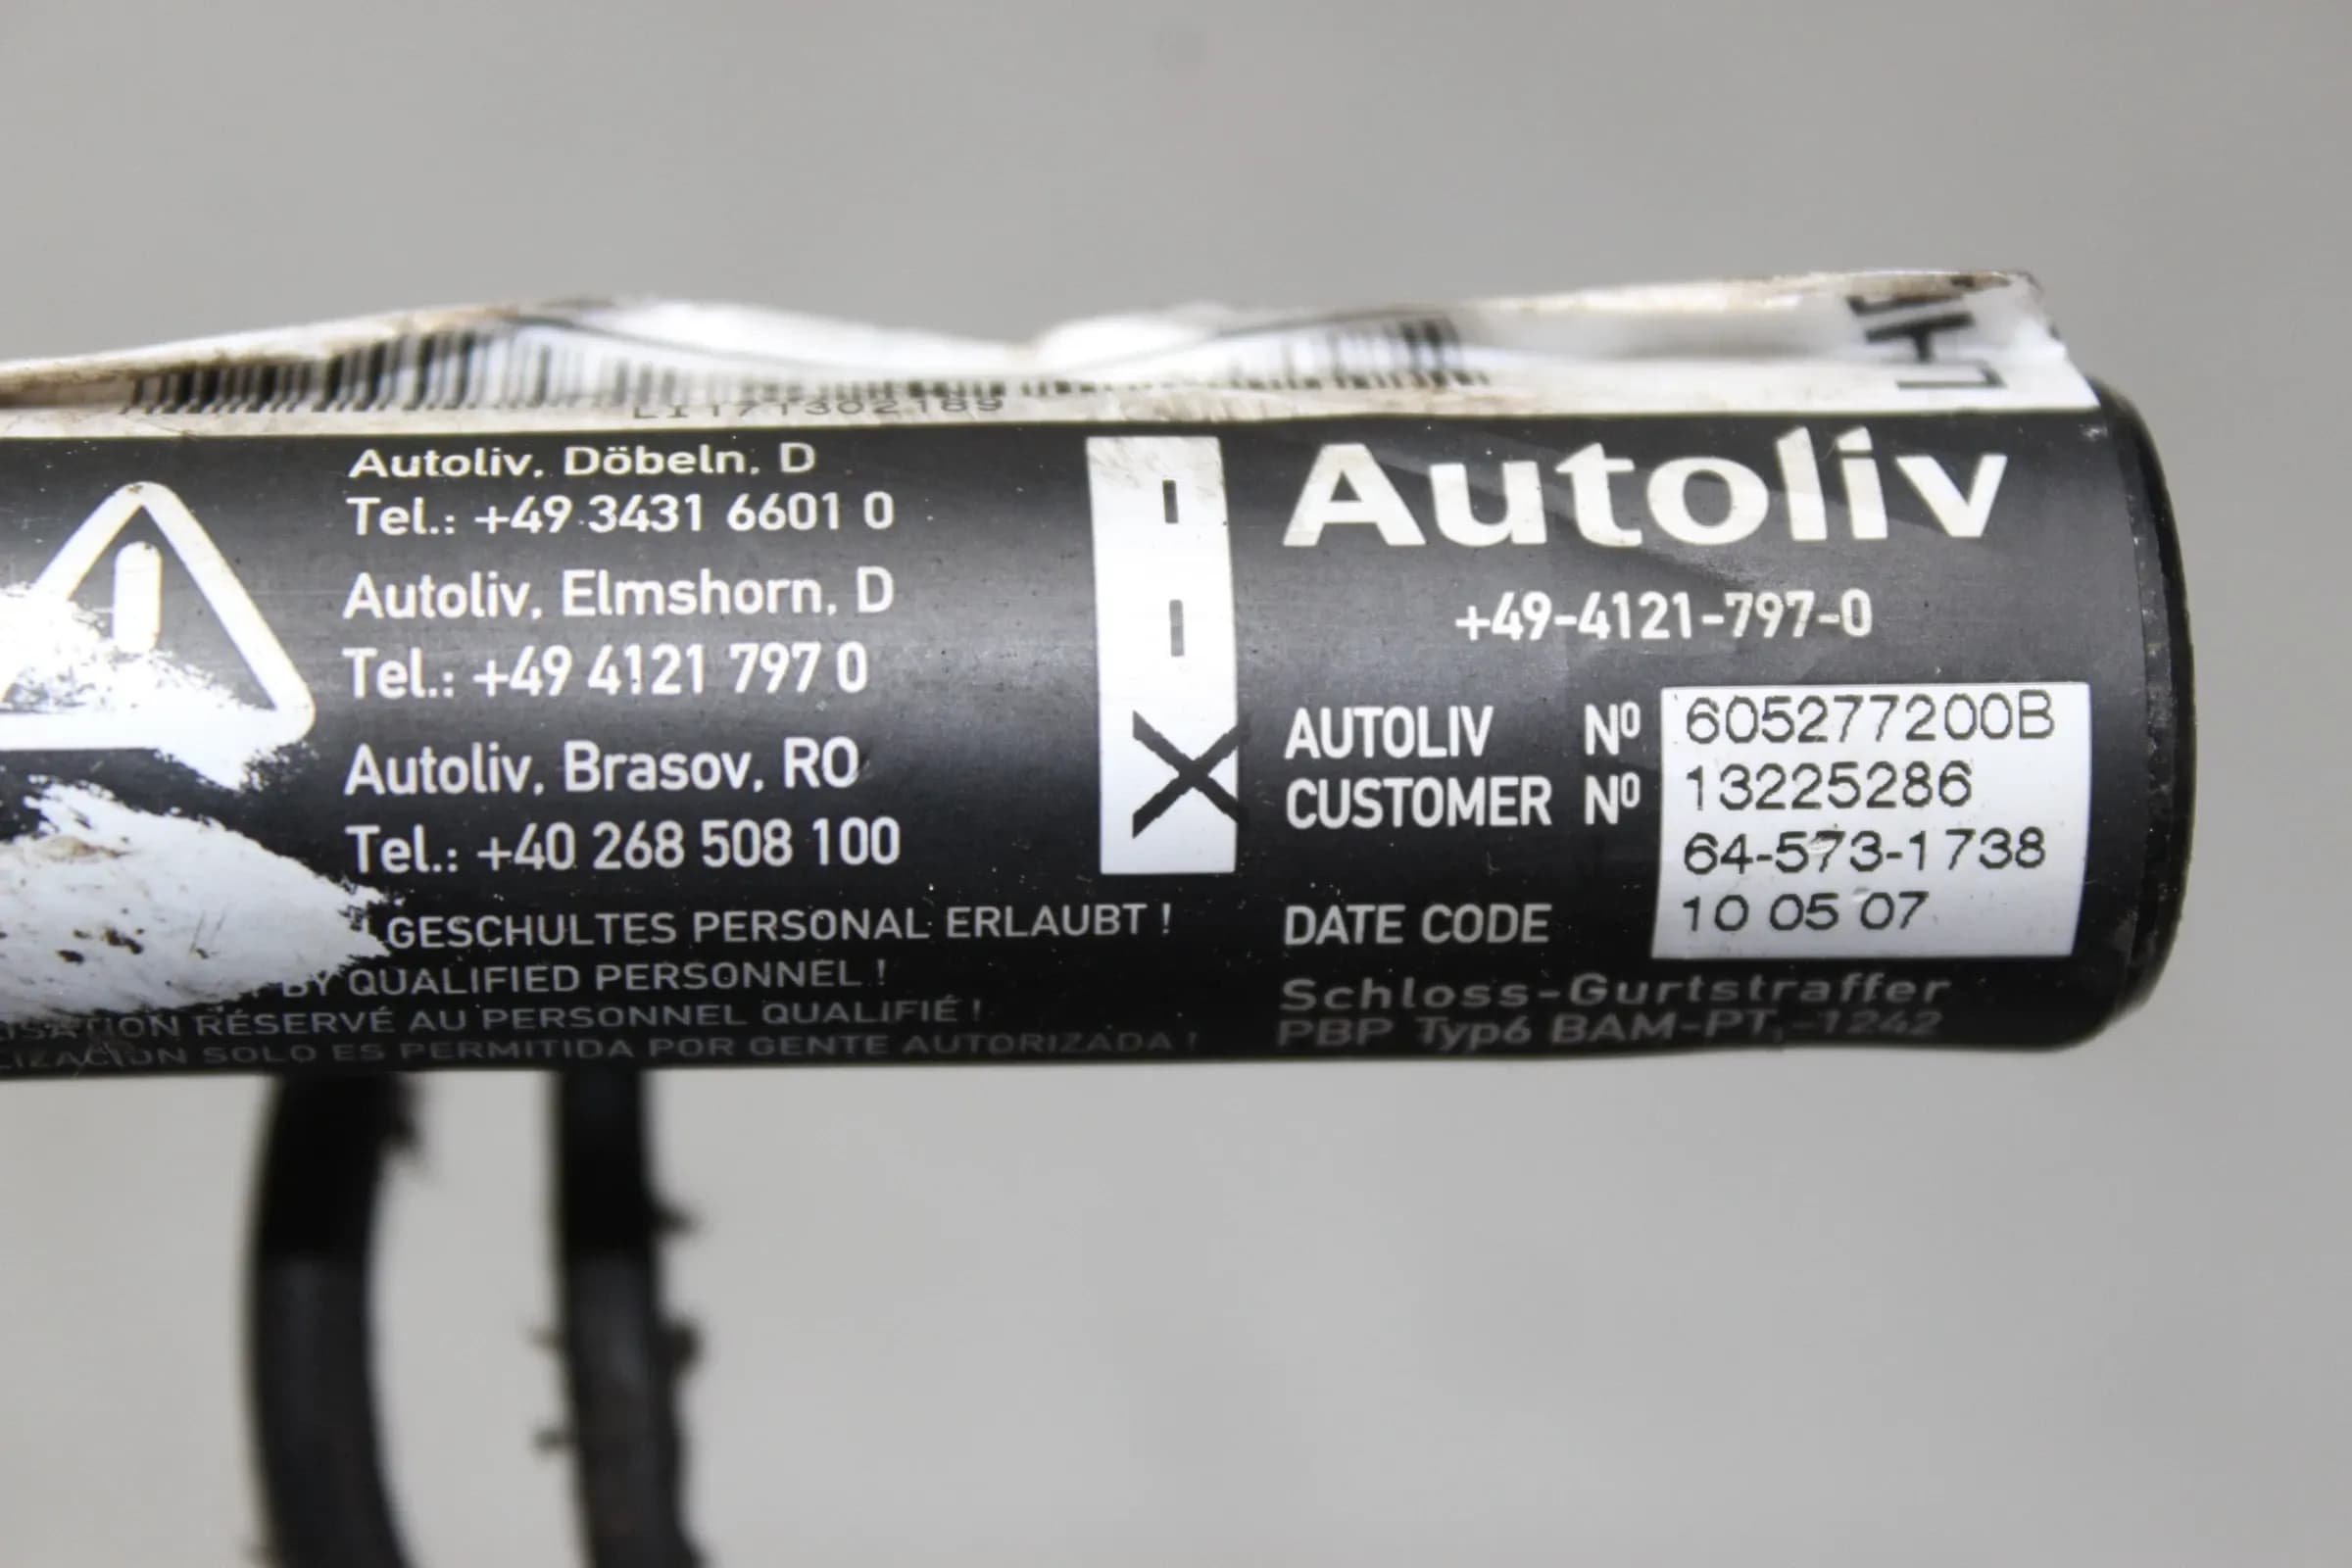 LI171302189
LH
Autoliv, Döbeln, D
Tel.: +49 3431 6601 0
Autoliv, Elmshorn, D
Tel.: +49 4121 797 0
Autoliv, Brasov, RO
Tel.: +40 268 508 100
GESCHULTES PERSONAL ERLAUBT !
BY QUALIFIED PERSONNEL !
RÉSERVÉ AU PERSONNEL QUALIFIÉ !
SOLO ES PERMITIDA POR GENTE AUTORIZADA !
X
Autoliv
+49-4121-797-0
AUTOLIV Nº 605277200B
CUSTOMER Nº 13225286
64-573-1738
DATE CODE 10 05 07
Schloss-Gurtstraffer
PBP Typ6 BAM-PT₁-1242